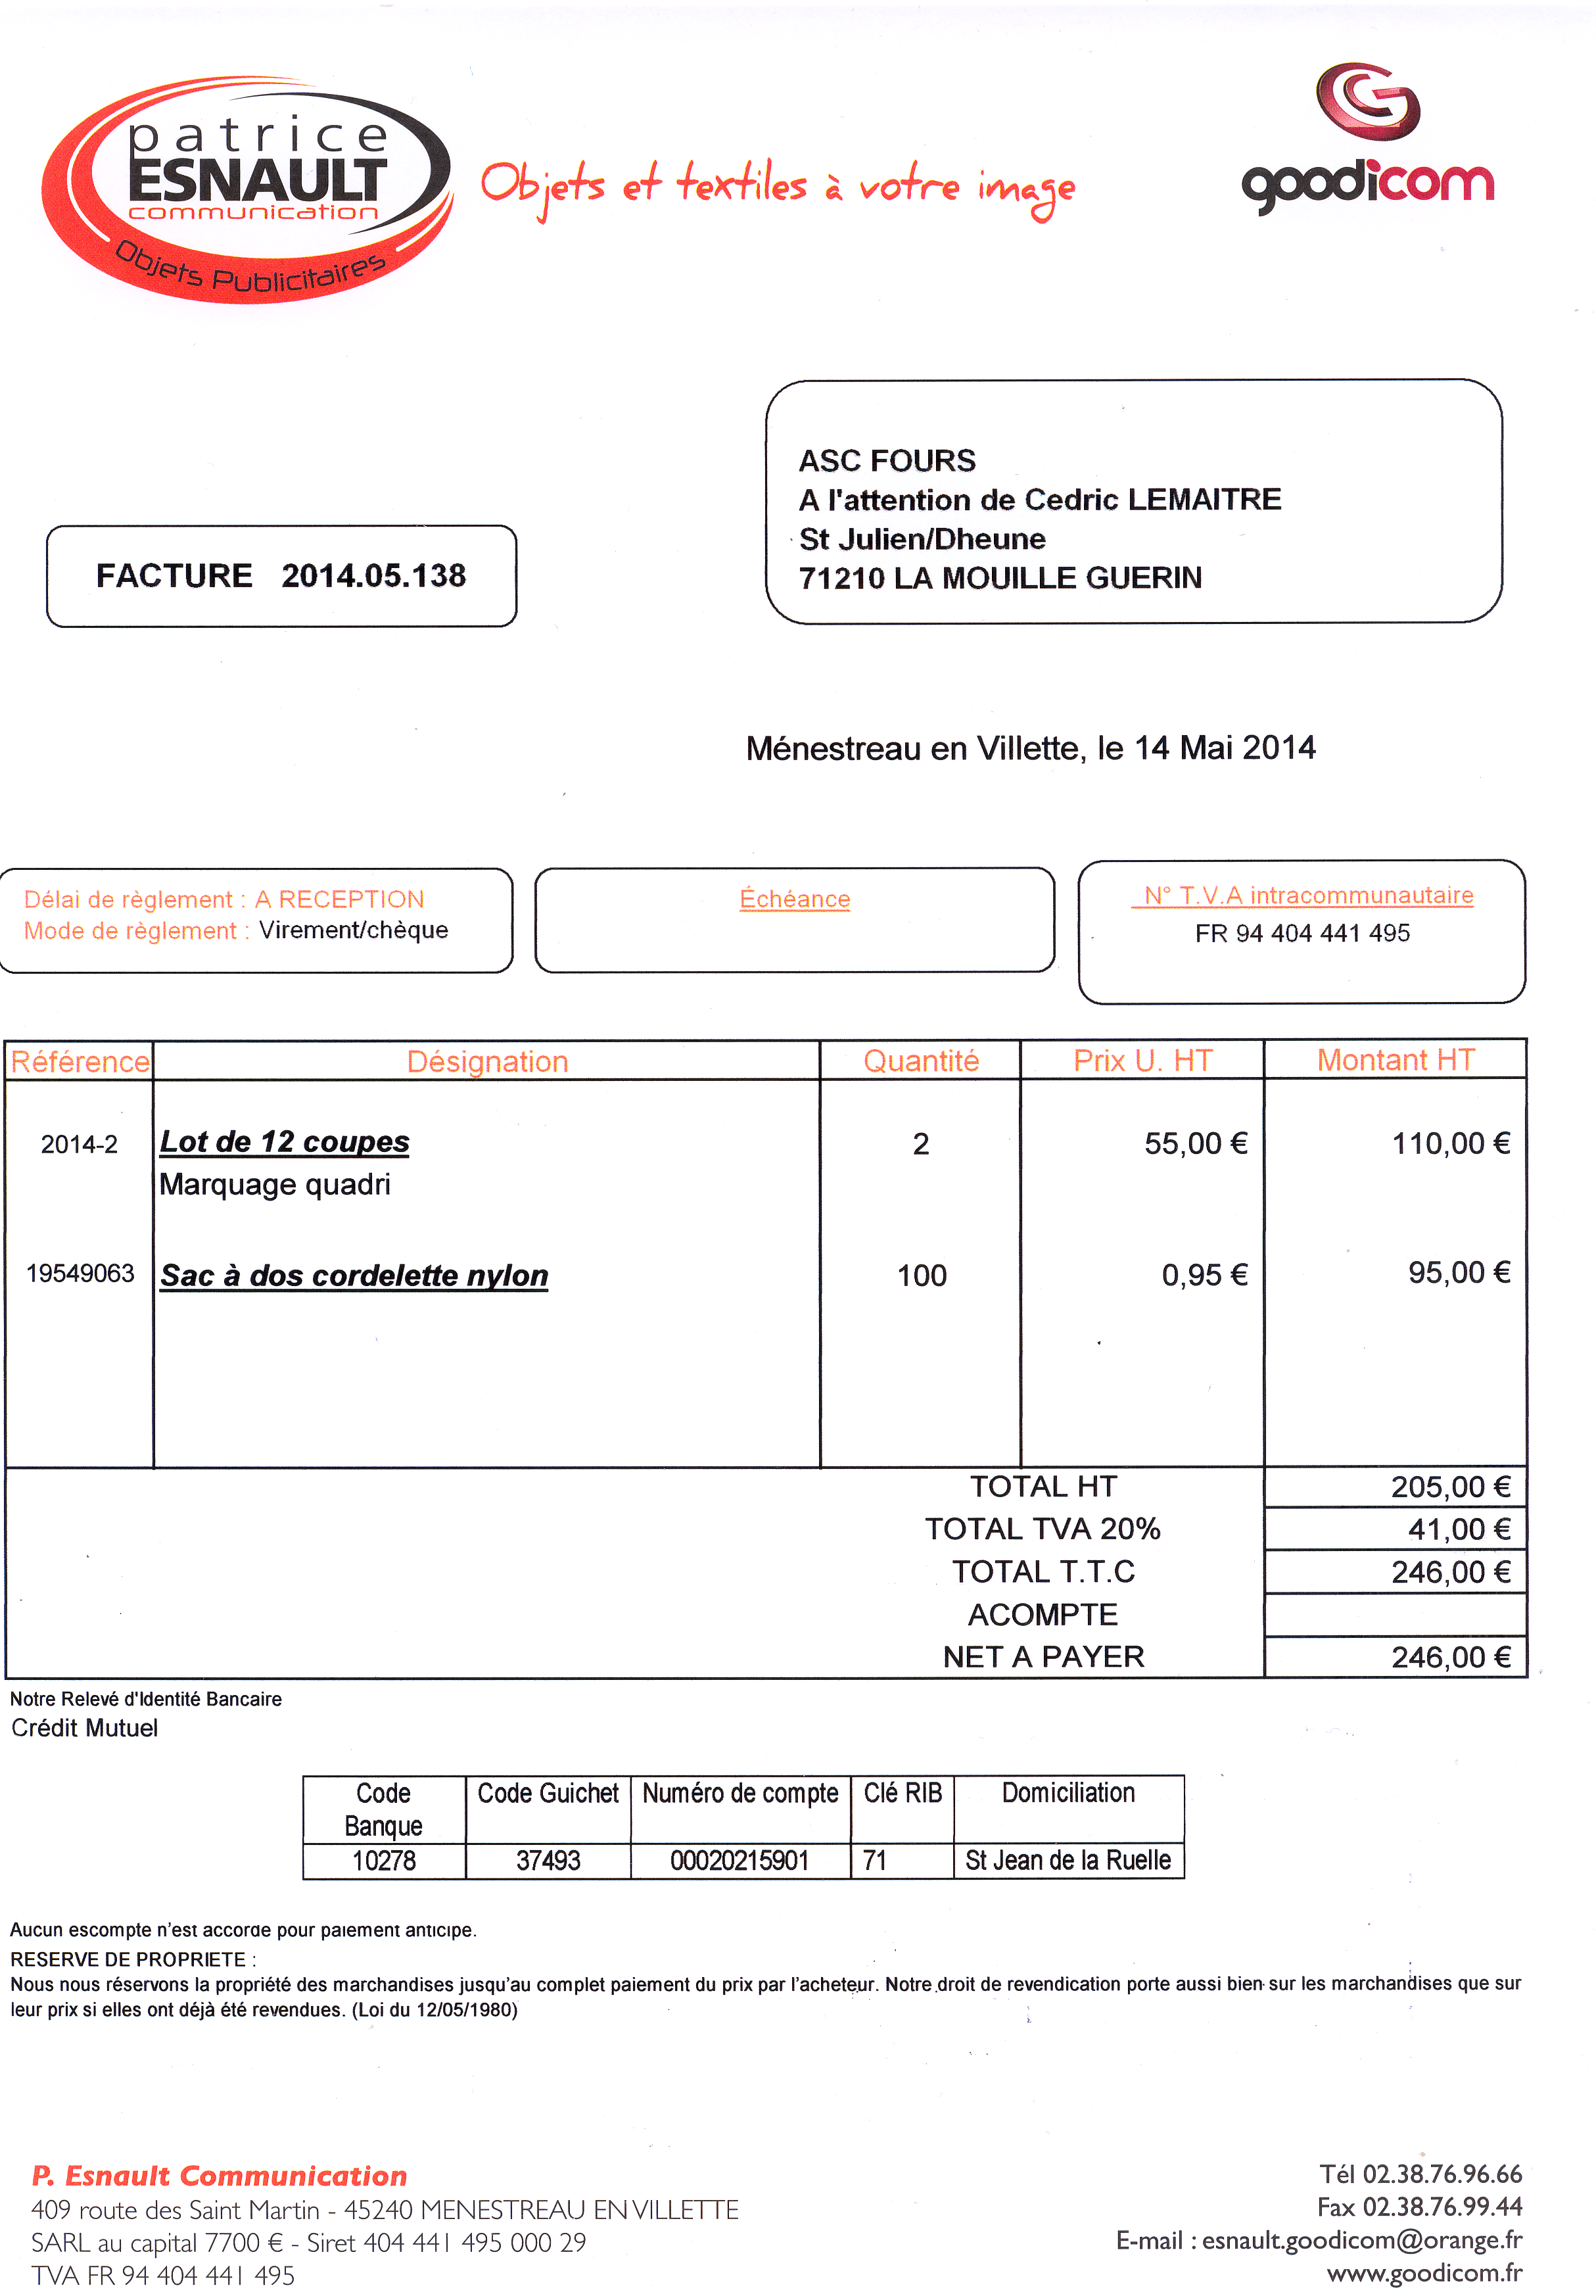 patrice
ESNAULT
communication
Objets Publicitaires
Objets et textiles à votre image
goodicom
ASC FOURS
A l'attention de Cedric LEMAITRE
St Julien/Dheune
71210 LA MOUILLE GUERIN
FACTURE 2014.05.138
Ménestreau en Villette, le 14 Mai 2014
Délai de règlement : A RECEPTION
Mode de règlement : Virement/chèque
Échéance
N° T.V.A intracommunautaire
FR 94 404 441 495
Référence Désignation Quantité Prix U. HT Montant HT
2014-2 Lot de 12 coupes 2 55,00 € 110,00 €
Marquage quadri
19549063 Sac à dos cordelette nylon 100 0,95 € 95,00 €
TOTAL HT 205,00 €
TOTAL TVA 20% 41,00 €
TOTAL T.T.C 246,00 €
ACOMPTE
NET A PAYER 246,00 €
Notre Relevé d'Identité Bancaire
Crédit Mutuel
Code Banque Code Guichet Numéro de compte Clé RIB Domiciliation
10278 37493 00020215901 71 St Jean de la Ruelle
Aucun escompte n'est accorde pour paiement anticipe.
RESERVE DE PROPRIETE :
Nous nous réservons la propriété des marchandises jusqu'au complet paiement du prix par l'acheteur. Notre droit de revendication porte aussi bien sur les marchandises que sur
leur prix si elles ont déjà été revendues. (Loi du 12/05/1980)
P. Esnault Communication
409 route des Saint Martin - 45240 MENESTREAU EN VILLETTE
SARL au capital 7700 € - Siret 404 441 495 000 29
TVA FR 94 404 441 495
Tél 02.38.76.96.66
Fax 02.38.76.99.44
E-mail : esnault.goodicom@orange.fr
www.goodicom.fr